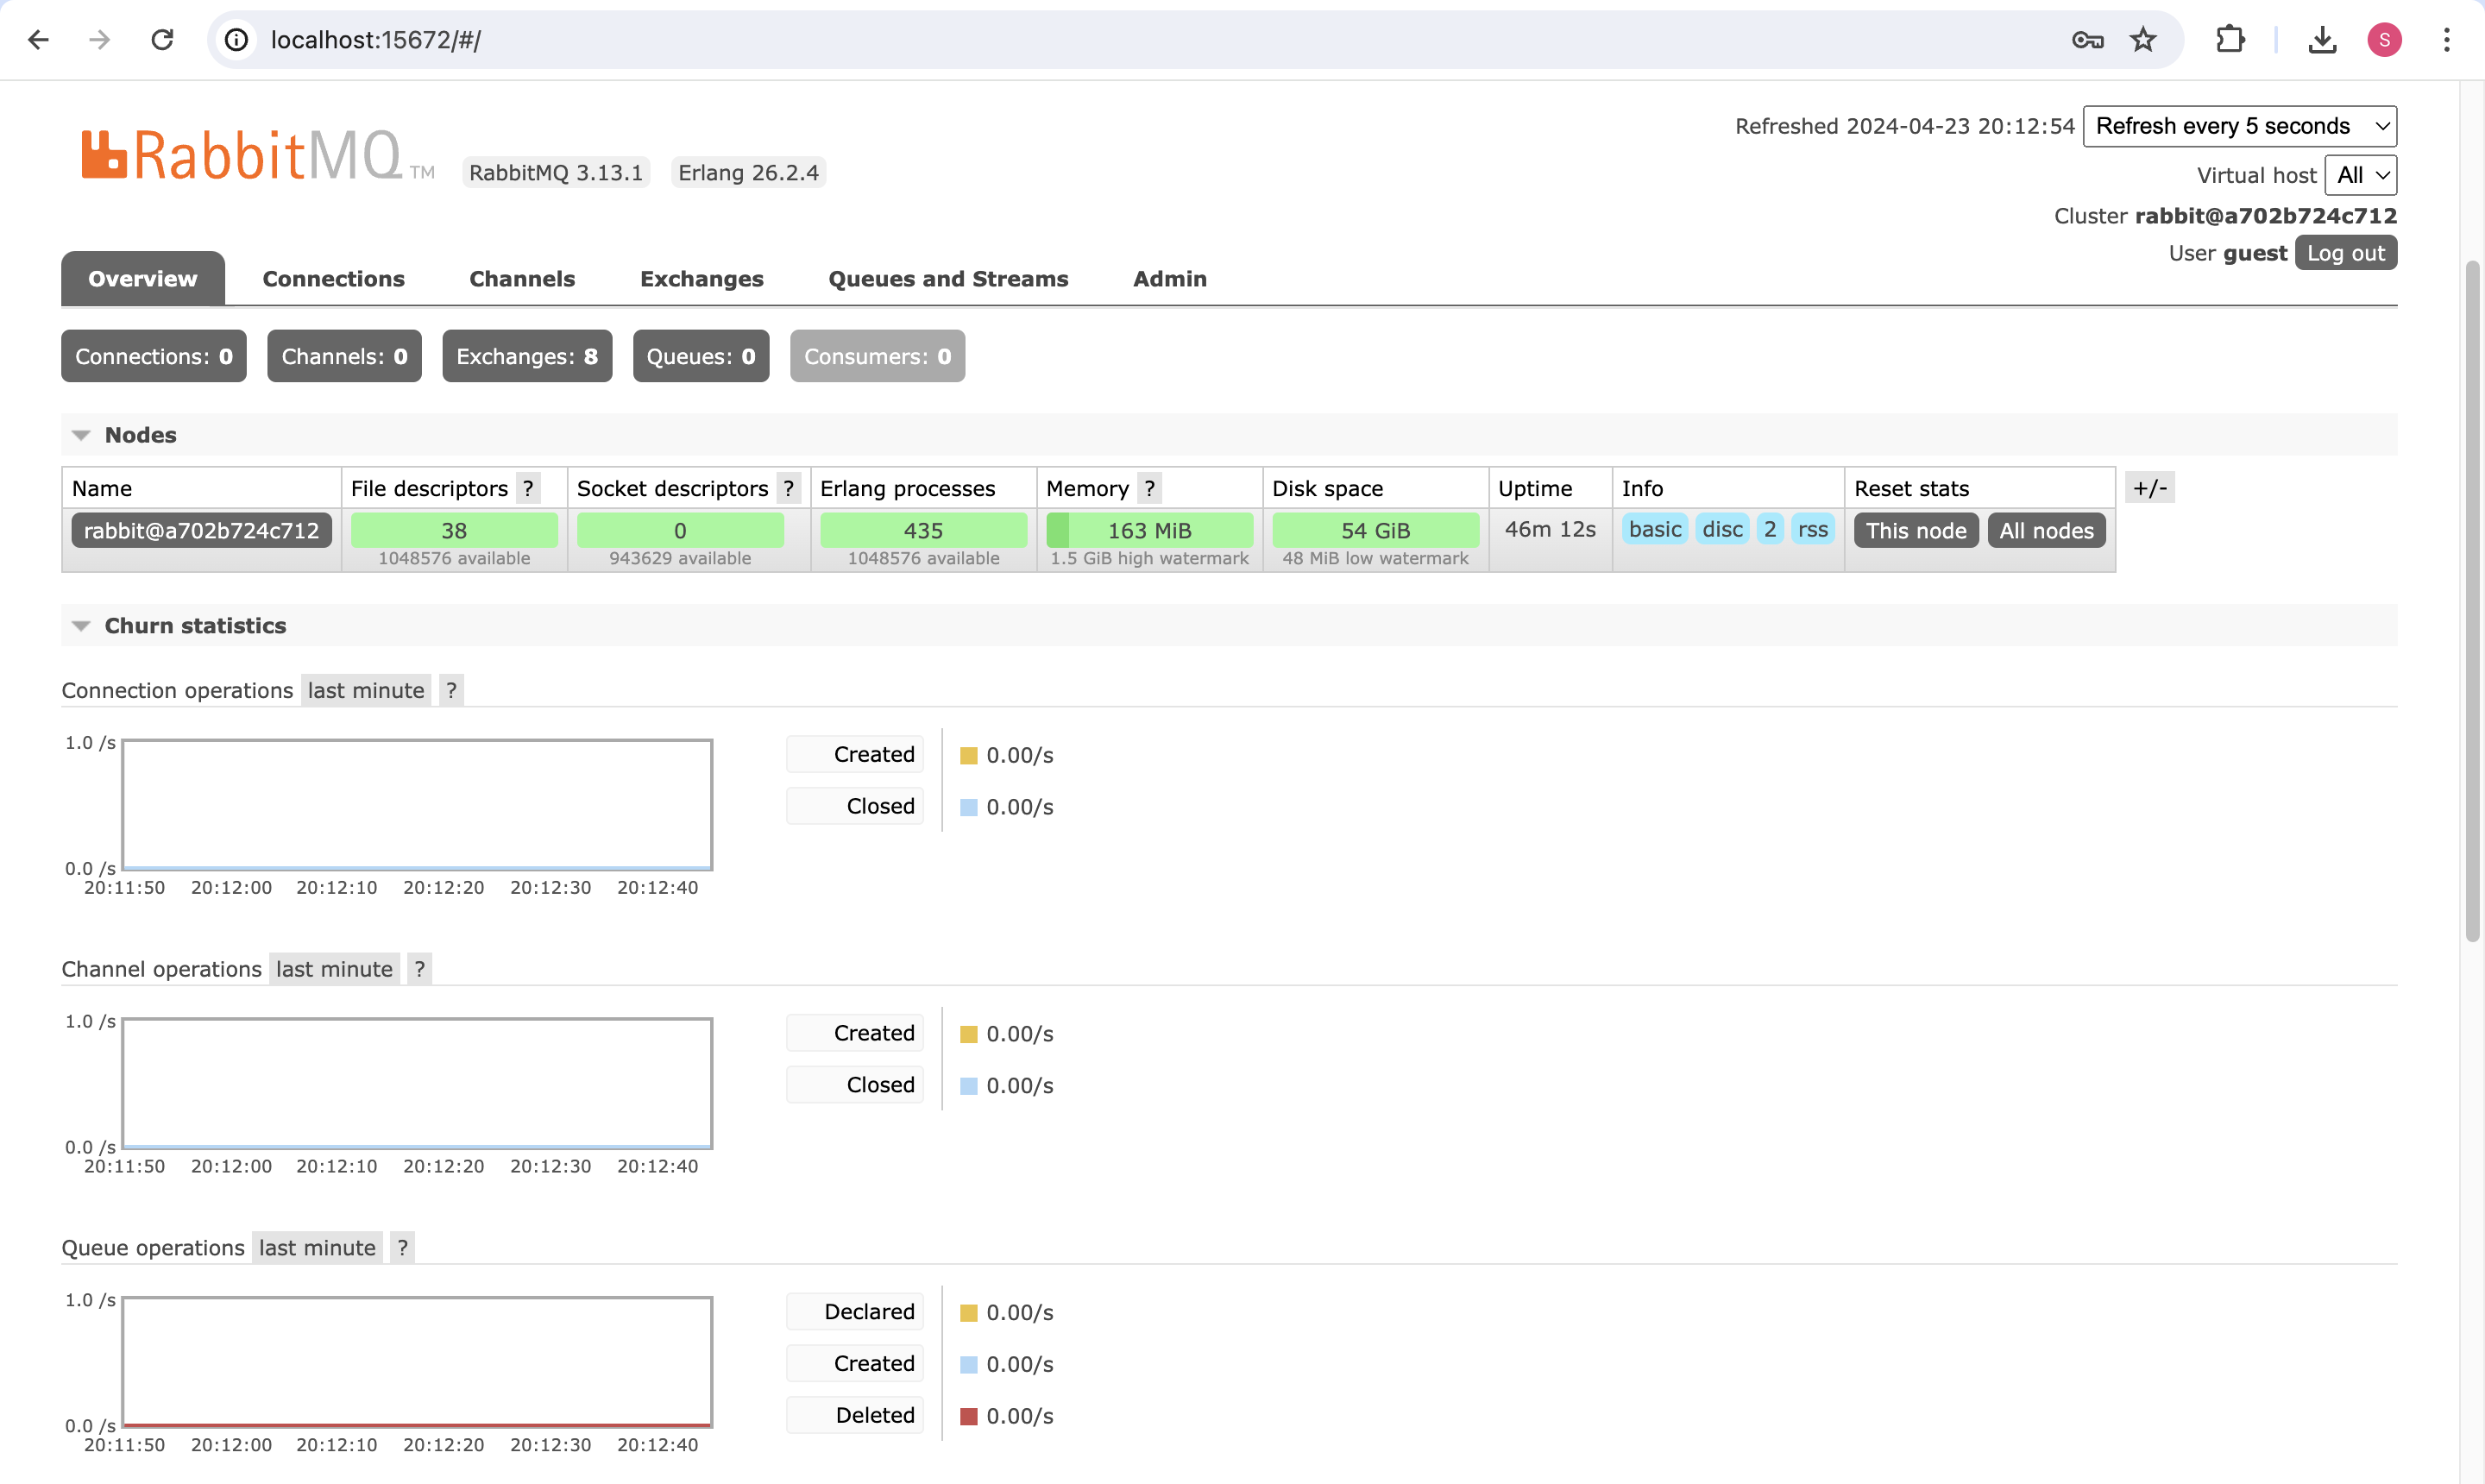 localhost:15672/#/
S
RabbitMQ TM
RabbitMQ 3.13.1
Erlang 26.2.4
Refreshed 2024-04-23 20:12:54
Refresh every 5 seconds
Virtual host All
Cluster rabbit@a702b724c712
User guest Log out
Overview Connections Channels Exchanges Queues and Streams Admin
Connections: 0 Channels: 0 Exchanges: 8 Queues: 0 Consumers: 0
Nodes
Name File descriptors ? Socket descriptors ? Erlang processes Memory ? Disk space Uptime Info Reset stats +/-
rabbit@a702b724c712 38 0 435 163 MiB 54 GiB 46m 12s basic disc 2 rss This node All nodes
1048576 available 943629 available 1048576 available 1.5 GiB high watermark 48 MiB low watermark
Churn statistics
Connection operations last minute ?
1.0 /s
0.0 /s
20:11:50 20:12:00 20:12:10 20:12:20 20:12:30 20:12:40
Created 0.00/s
Closed 0.00/s
Channel operations last minute ?
1.0 /s
0.0 /s
20:11:50 20:12:00 20:12:10 20:12:20 20:12:30 20:12:40
Created 0.00/s
Closed 0.00/s
Queue operations last minute ?
1.0 /s
0.0 /s
20:11:50 20:12:00 20:12:10 20:12:20 20:12:30 20:12:40
Declared 0.00/s
Created 0.00/s
Deleted 0.00/s